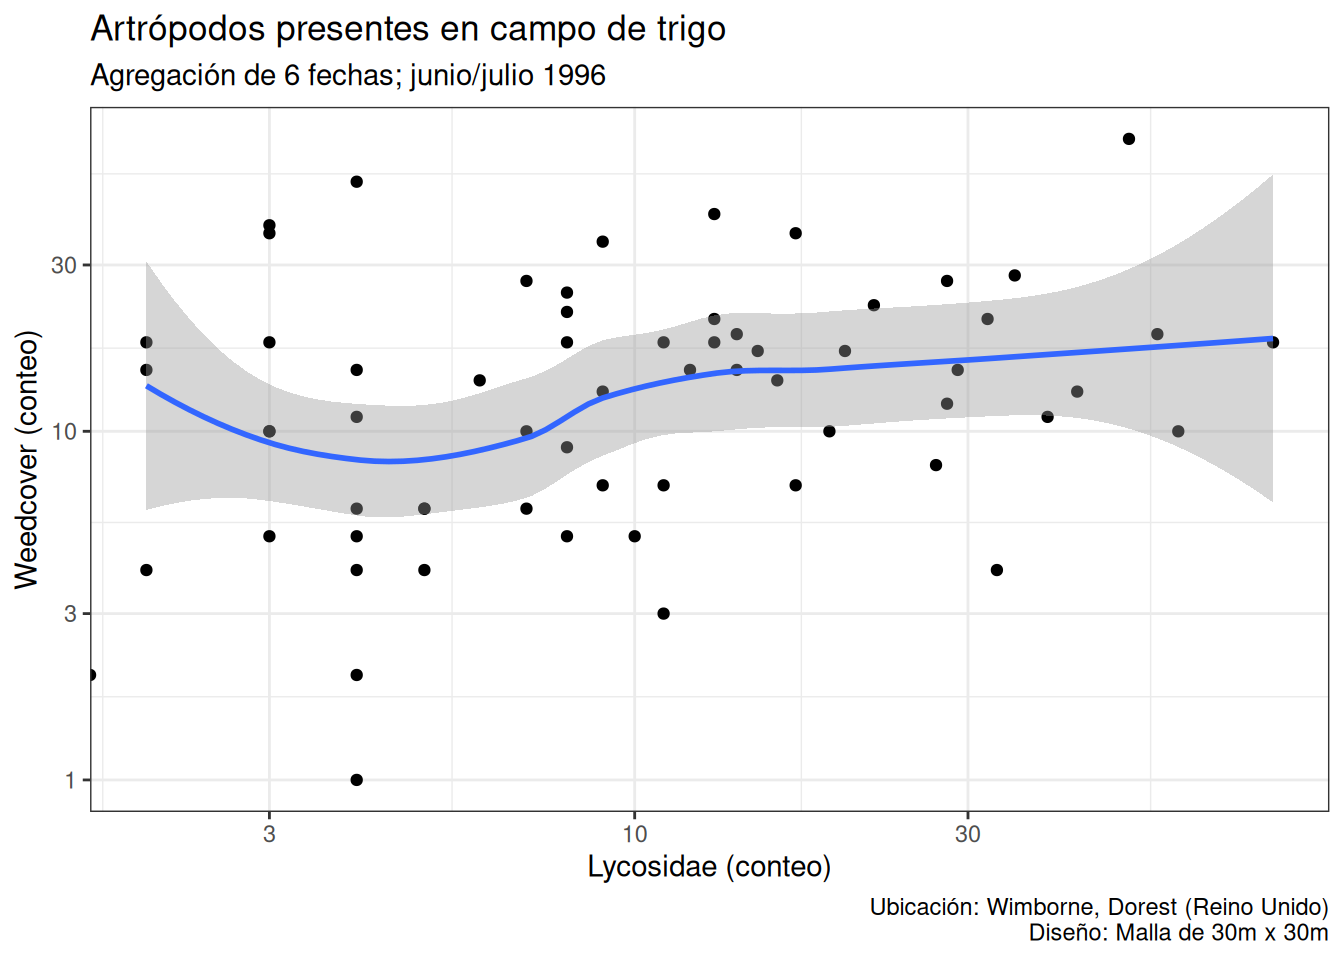 Artrópodos presentes en campo de trigo
Agregación de 6 fechas; junio/julio 1996
Weedcover (conteo)
30
10
3
1
3
10
30
Lycosidae (conteo)
Ubicación: Wimborne, Dorest (Reino Unido)
Diseño: Malla de 30m x 30m